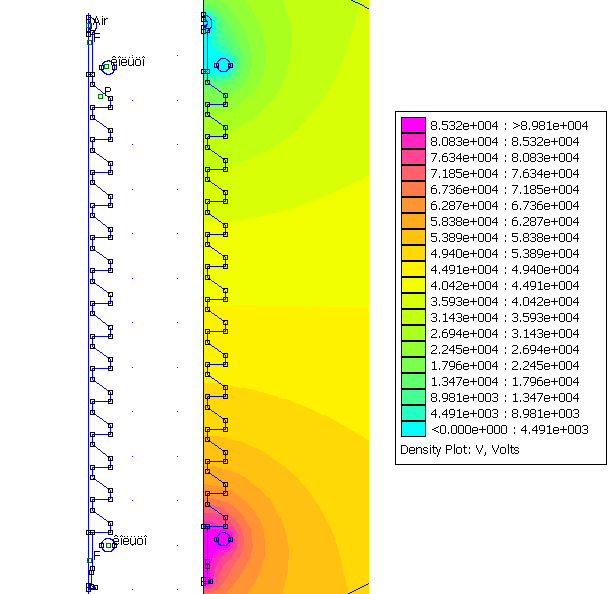 Air
F
êîëüöî
P
8.532e+004 : >8.981e+004
8.083e+004 : 8.532e+004
7.634e+004 : 8.083e+004
7.185e+004 : 7.634e+004
6.736e+004 : 7.185e+004
6.287e+004 : 6.736e+004
5.838e+004 : 6.287e+004
5.389e+004 : 5.838e+004
4.940e+004 : 5.389e+004
4.491e+004 : 4.940e+004
4.042e+004 : 4.491e+004
3.593e+004 : 4.042e+004
3.143e+004 : 3.593e+004
2.694e+004 : 3.143e+004
2.245e+004 : 2.694e+004
1.796e+004 : 2.245e+004
1.347e+004 : 1.796e+004
8.981e+003 : 1.347e+004
4.491e+003 : 8.981e+003
<0.000e+000 : 4.491e+003
Density Plot: V, Volts
êîëüöî
F